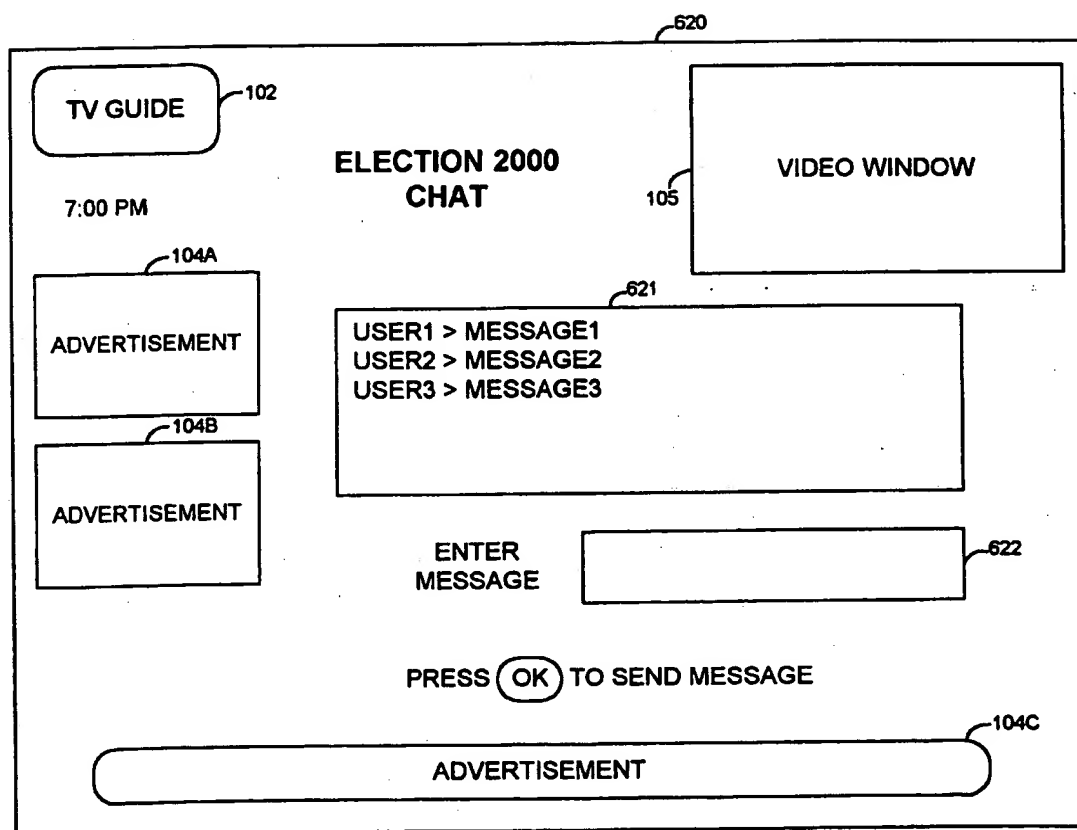 620
TV GUIDE
102
ELECTION 2000
CHAT
VIDEO WINDOW
105
7:00 PM
104A
ADVERTISEMENT
621
USER1 > MESSAGE1
USER2 > MESSAGE2
USER3 > MESSAGE3
104B
ADVERTISEMENT
ENTER
MESSAGE
622
PRESS OK TO SEND MESSAGE
104C
ADVERTISEMENT